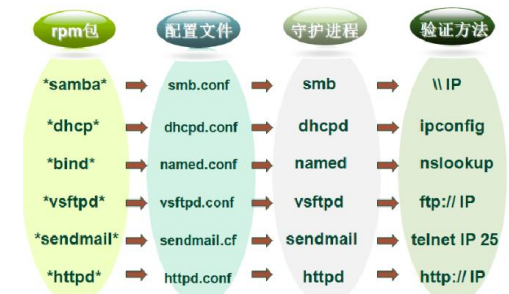 rpm包 配置文件 守护进程 验证方法
*samba* smb.conf smb \\ IP
*dhcp* dhcpd.conf dhcpd ipconfig
*bind* named.conf named nslookup
*vsftpd* vsftpd.conf vsftpd ftp:// IP
*sendmail* sendmail.cf sendmail telnet IP 25
*httpd* httpd.conf httpd http:// IP